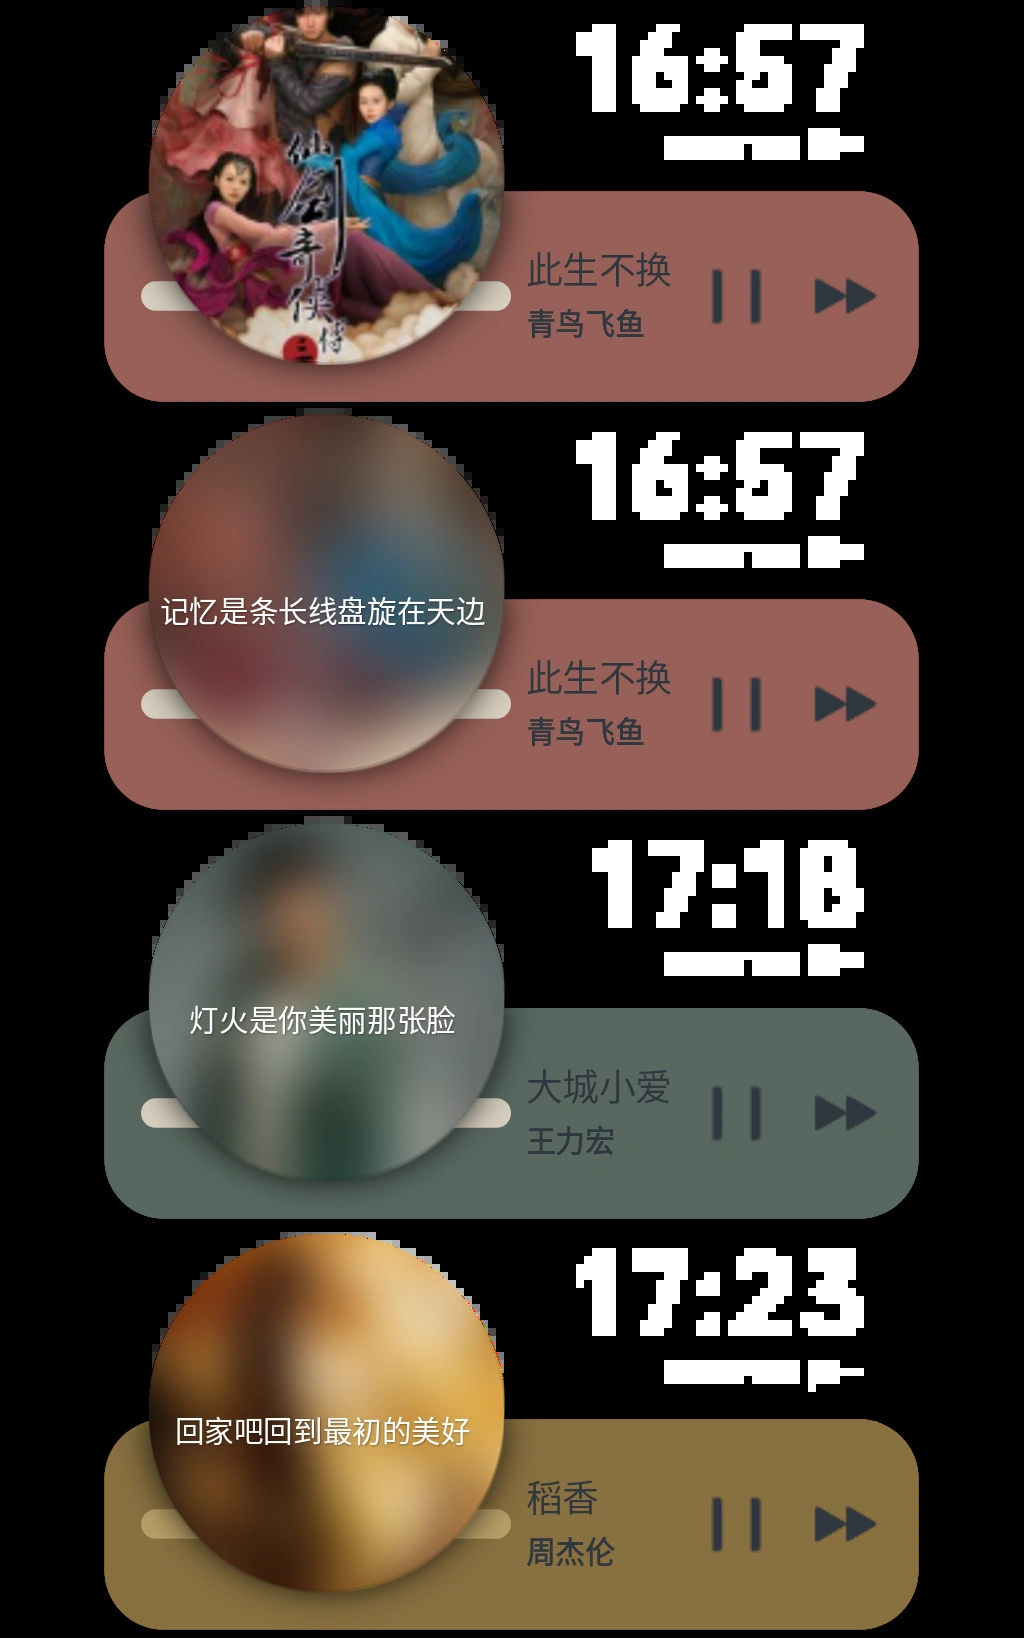 16:57
仙剑奇侠传
三
此生不换
青鸟飞鱼
16:57
记忆是条长线盘旋在天边
此生不换
青鸟飞鱼
17:18
灯火是你美丽那张脸
大城小爱
王力宏
17:23
回家吧回到最初的美好
稻香
周杰伦